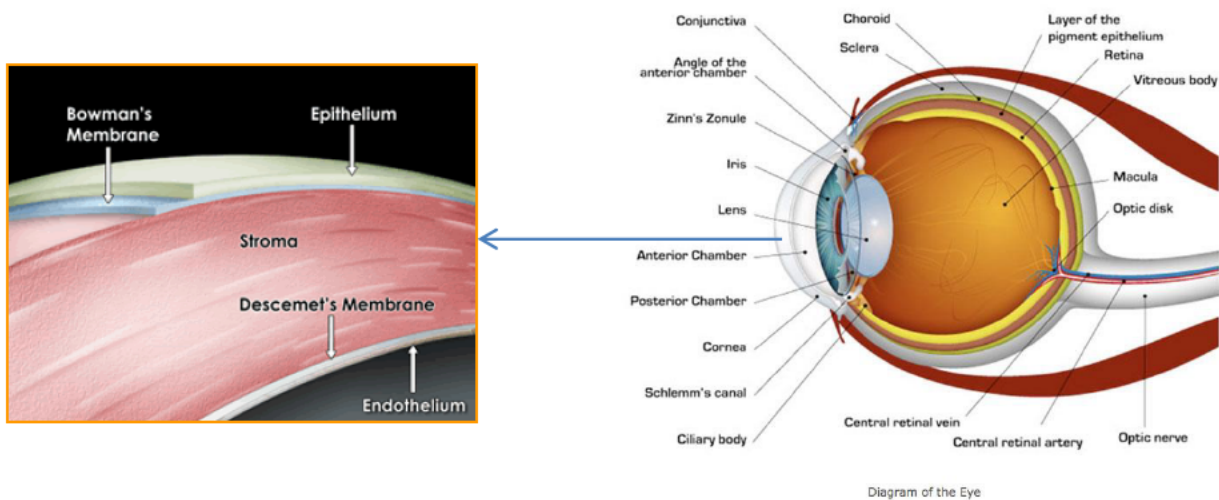 Bowman's
Membrane
Epithelium
Stroma
Descemet's Membrane
Endothelium
Conjunctiva
Angle of the
anterior chamber
Zinn's Zonule
Iris
Lens
Anterior Chamber
Posterior Chamber
Cornea
Schlemm's canal
Ciliary body
Choroid
Sclera
Layer of the
pigment epithelium
Retina
Vitreous body
Macula
Optic disk
Central retinal vein
Central retinal artery
Optic nerve
Diagram of the Eye